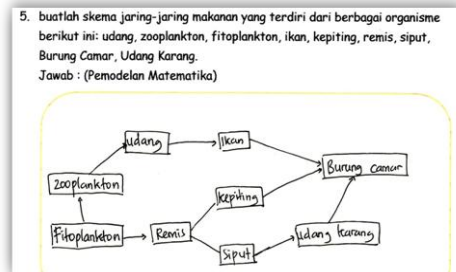 5. buatlah skema jaring-jaring makanan yang terdiri dari berbagai organisme
berikut ini: udang, zooplankton, fitoplankton, ikan, kepiting, remis, siput,
Burung Camar, Udang Karang.
Jawab : (Pemodelan Matematika)
udang
Ikan
Burung camar
zooplankton
kepiting
Fitoplankton
Remis
udang karang
Siput